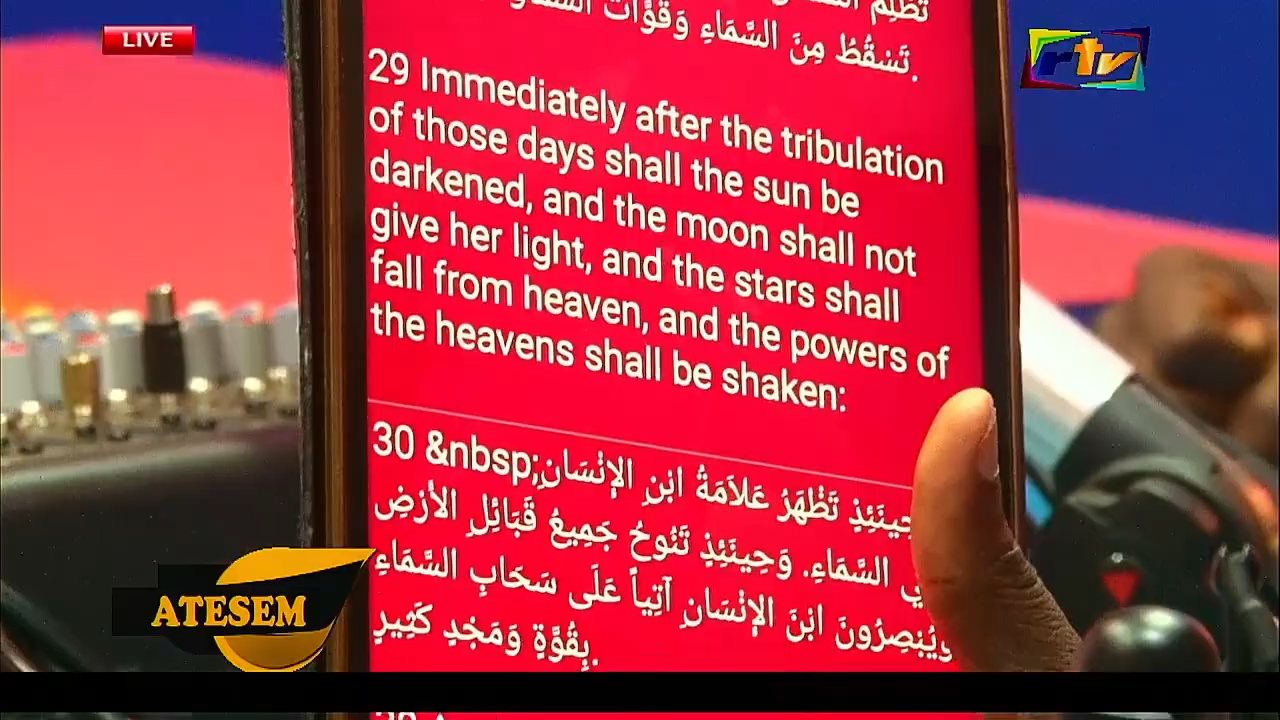 LIVE
rtv
تَسْقُطُ مِنَ السَّمَاءِ وَقُوَّاتُ
29 Immediately after the tribulation
of those days shall the sun be
darkened, and the moon shall not
give her light, and the stars shall
fall from heaven, and the powers of
the heavens shall be shaken:
30 &nbsp;حِينَئِذٍ تَظْهَرُ عَلاَمَةُ ابْنِ الإِنْسَانِ
السَّمَاءِ. وَحِينَئِذٍ تَنُوحُ جَمِيعُ قَبَائِلِ الأَرْضِ
وَيُبْصِرُونَ ابْنَ الإِنْسَانِ آتِياً عَلَى سَحَابِ السَّمَاءِ
بِقُوَّةٍ وَمَجْدٍ كَثِيرٍ.
ATESEM